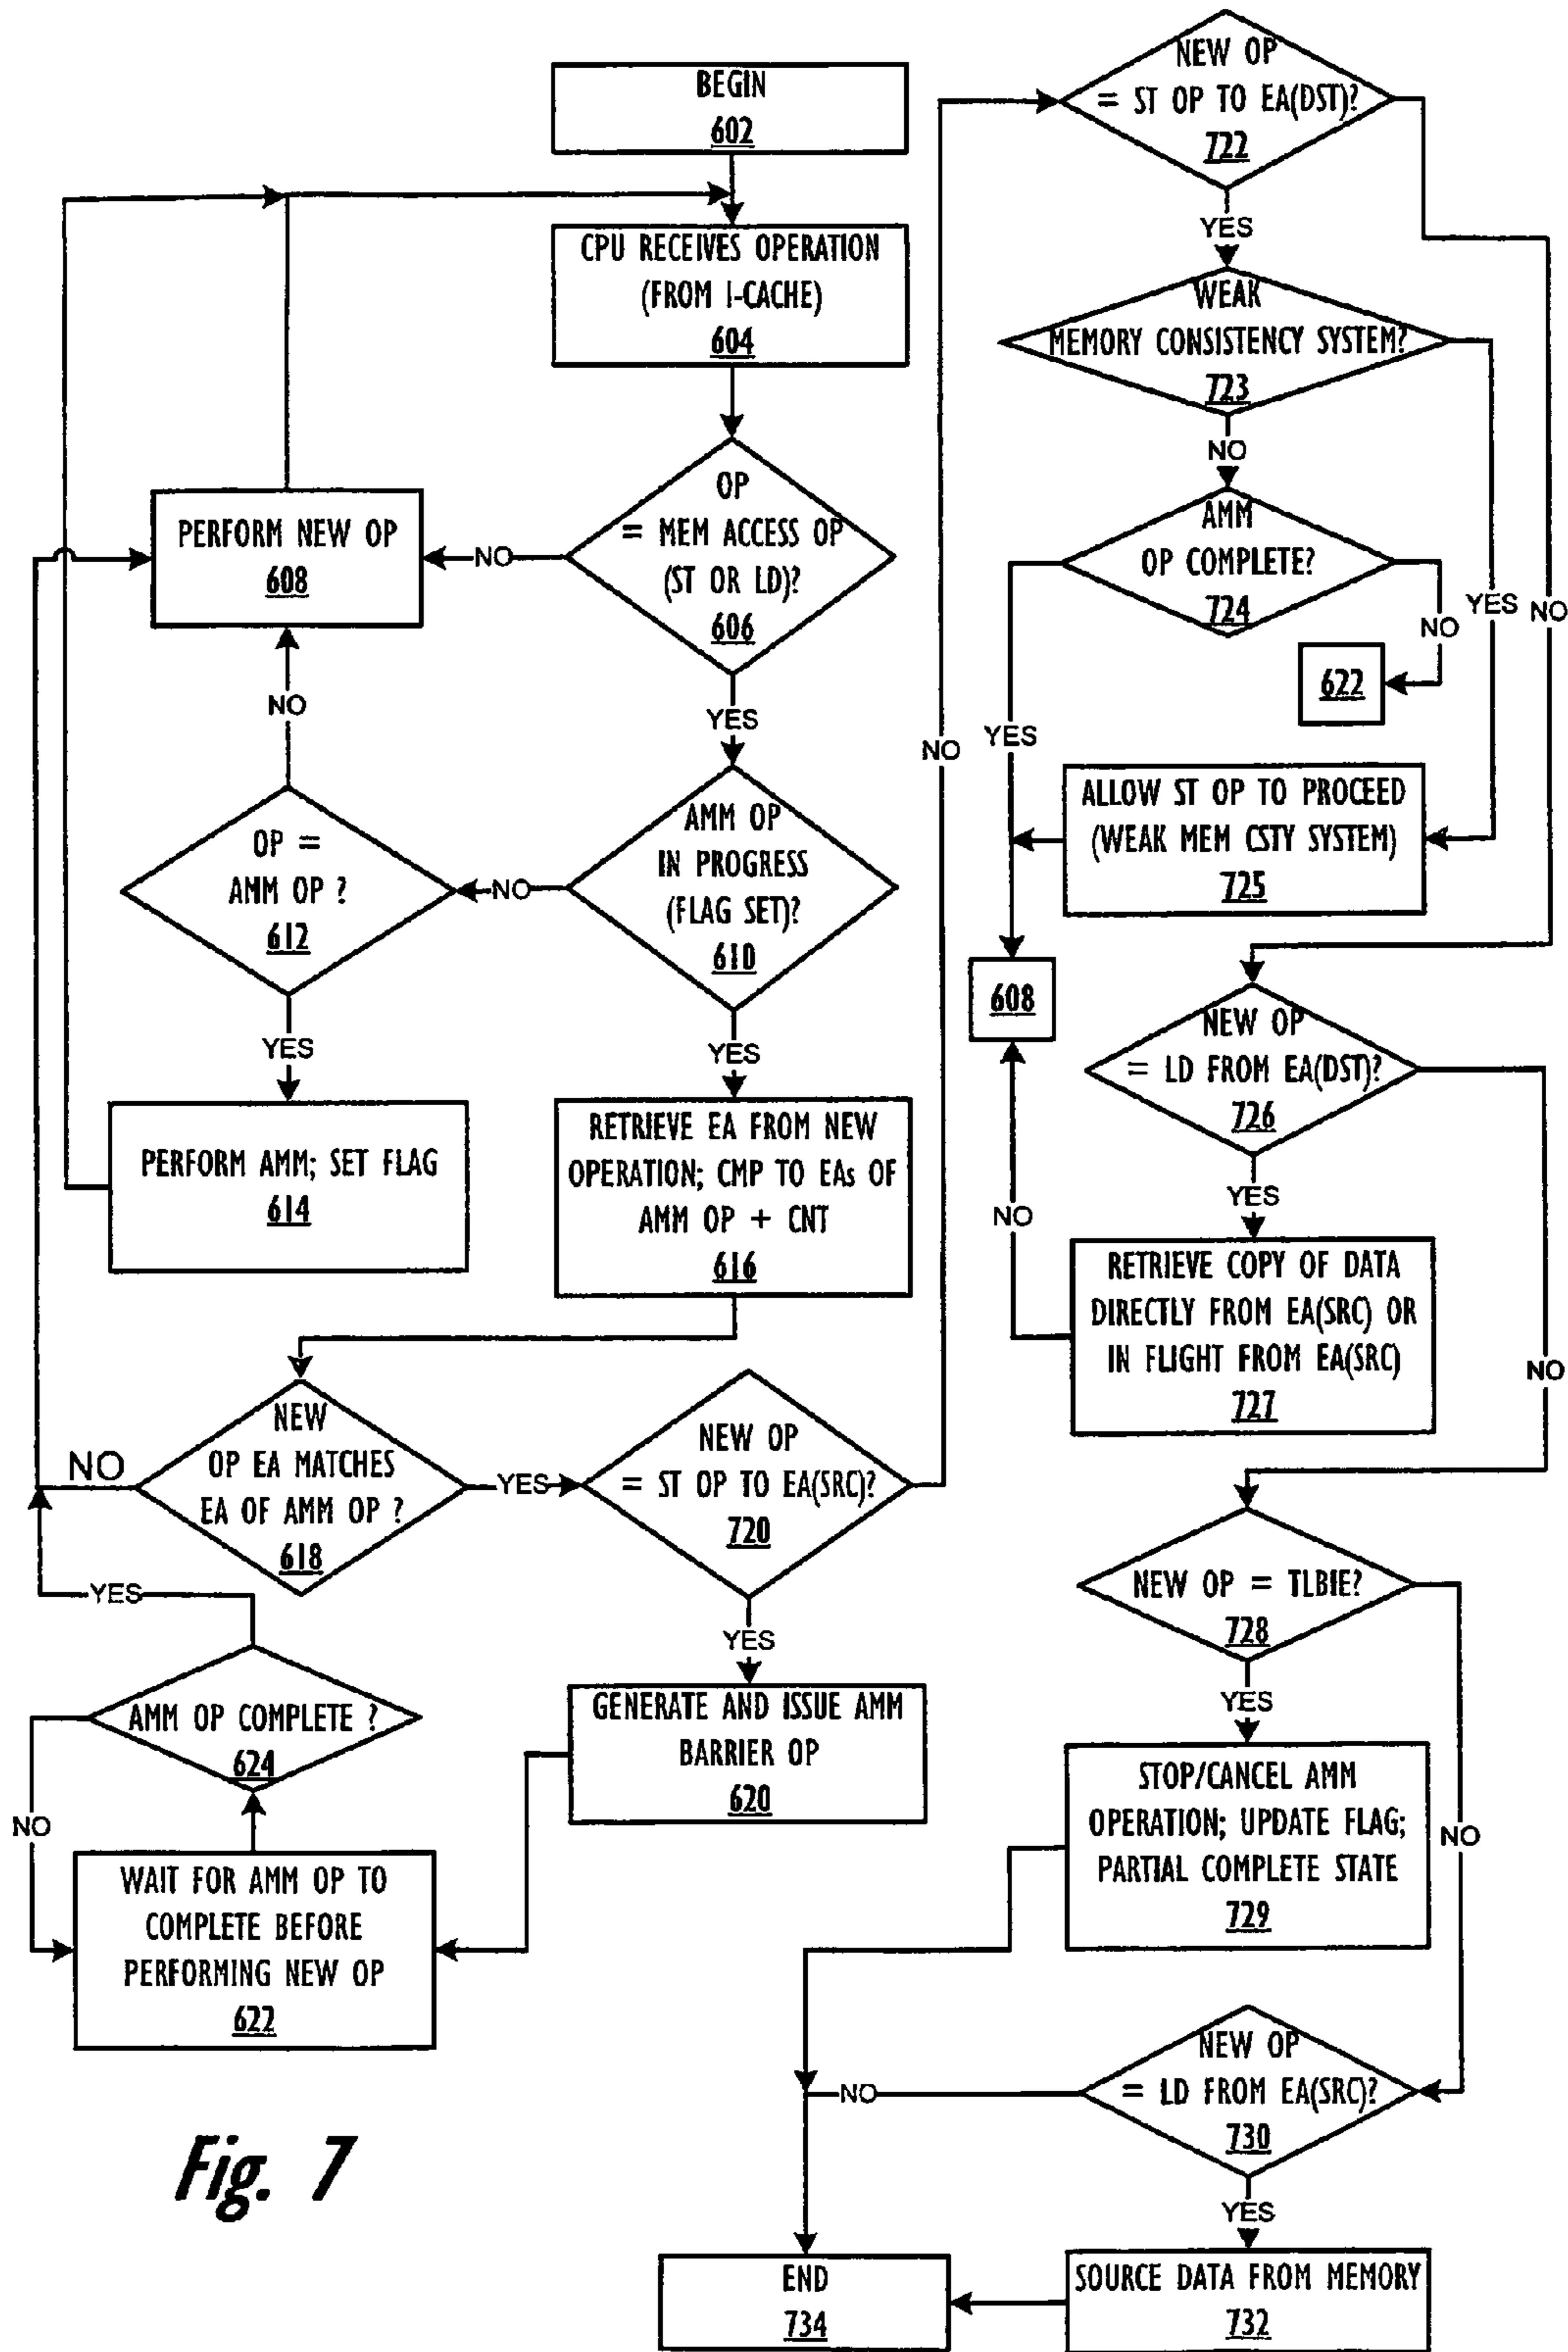 BEGIN
602
CPU RECEIVES OPERATION
(FROM I-CACHE)
604
OP
= MEM ACCESS OP
(ST OR LD)?
606
NO
PERFORM NEW OP
608
YES
NO
AMM OP
IN PROGRESS
(FLAG SET)?
610
NO
OP =
AMM OP ?
612
YES
YES
PERFORM AMM; SET FLAG
614
RETRIEVE EA FROM NEW
OPERATION; CMP TO EAs OF
AMM OP + CNT
616
NEW
OP EA MATCHES
EA OF AMM OP ?
618
NO
YES
NEW OP
= ST OP TO EA(SRC)?
720
YES
NO
YES
AMM OP COMPLETE ?
624
NO
GENERATE AND ISSUE AMM
BARRIER OP
620
WAIT FOR AMM OP TO
COMPLETE BEFORE
PERFORMING NEW OP
622
NEW OP
= ST OP TO EA(DST)?
722
YES
NO
WEAK
MEMORY CONSISTENCY SYSTEM?
723
NO
YES
AMM
OP COMPLETE?
724
NO
622
YES
ALLOW ST OP TO PROCEED
(WEAK MEM CSTY SYSTEM)
725
608
NEW OP
= LD FROM EA(DST)?
726
YES
NO
NO
RETRIEVE COPY OF DATA
DIRECTLY FROM EA(SRC) OR
IN FLIGHT FROM EA(SRC)
727
NEW OP = TLBIE?
728
YES
NO
STOP/CANCEL AMM
OPERATION; UPDATE FLAG;
PARTIAL COMPLETE STATE
729
NEW OP
= LD FROM EA(SRC)?
730
NO
YES
SOURCE DATA FROM MEMORY
732
END
734
Fig. 7